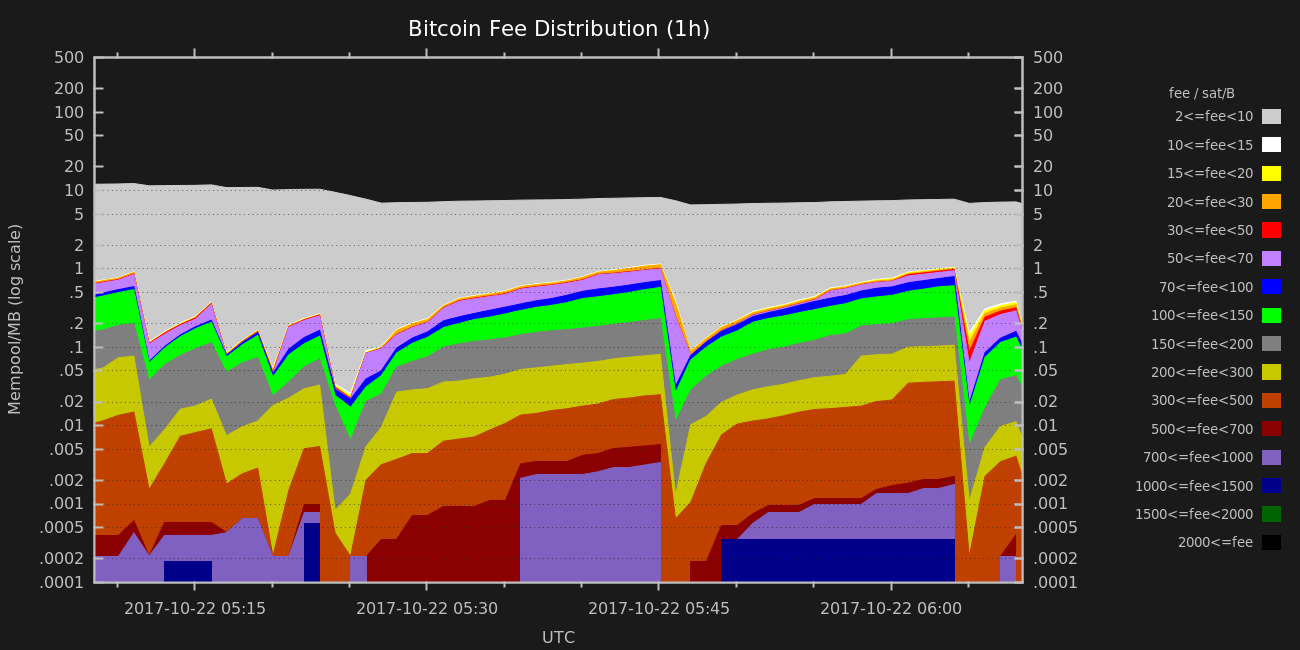 Bitcoin Fee Distribution (1h)
500 500
200 200
100 100
50 50
20 20
10 10
5 5
2 2
1 1
.5 .5
.2 .2
.1 .1
.05 .05
.02 .02
.01 .01
.005 .005
.002 .002
.001 .001
.0005 .0005
.0002 .0002
.0001 .0001
Mempool/MB (log scale)
2017-10-22 05:15 2017-10-22 05:30 2017-10-22 05:45 2017-10-22 06:00
UTC
fee / sat/B
2<=fee<10
10<=fee<15
15<=fee<20
20<=fee<30
30<=fee<50
50<=fee<70
70<=fee<100
100<=fee<150
150<=fee<200
200<=fee<300
300<=fee<500
500<=fee<700
700<=fee<1000
1000<=fee<1500
1500<=fee<2000
2000<=fee